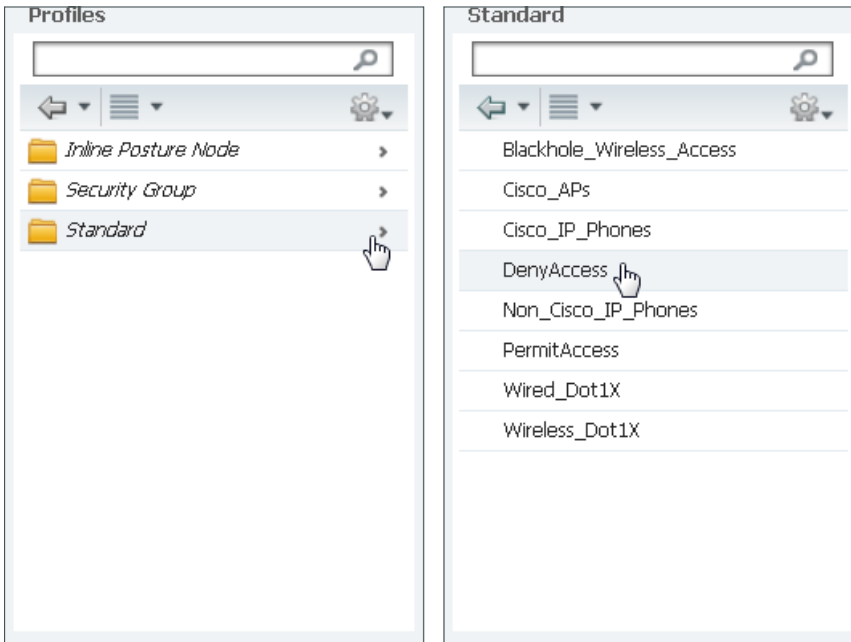 Profiles
Inline Posture Node
Security Group
Standard
Standard
Blackhole_Wireless_Access
Cisco_APs
Cisco_IP_Phones
DenyAccess
Non_Cisco_IP_Phones
PermitAccess
Wired_Dot1X
Wireless_Dot1X